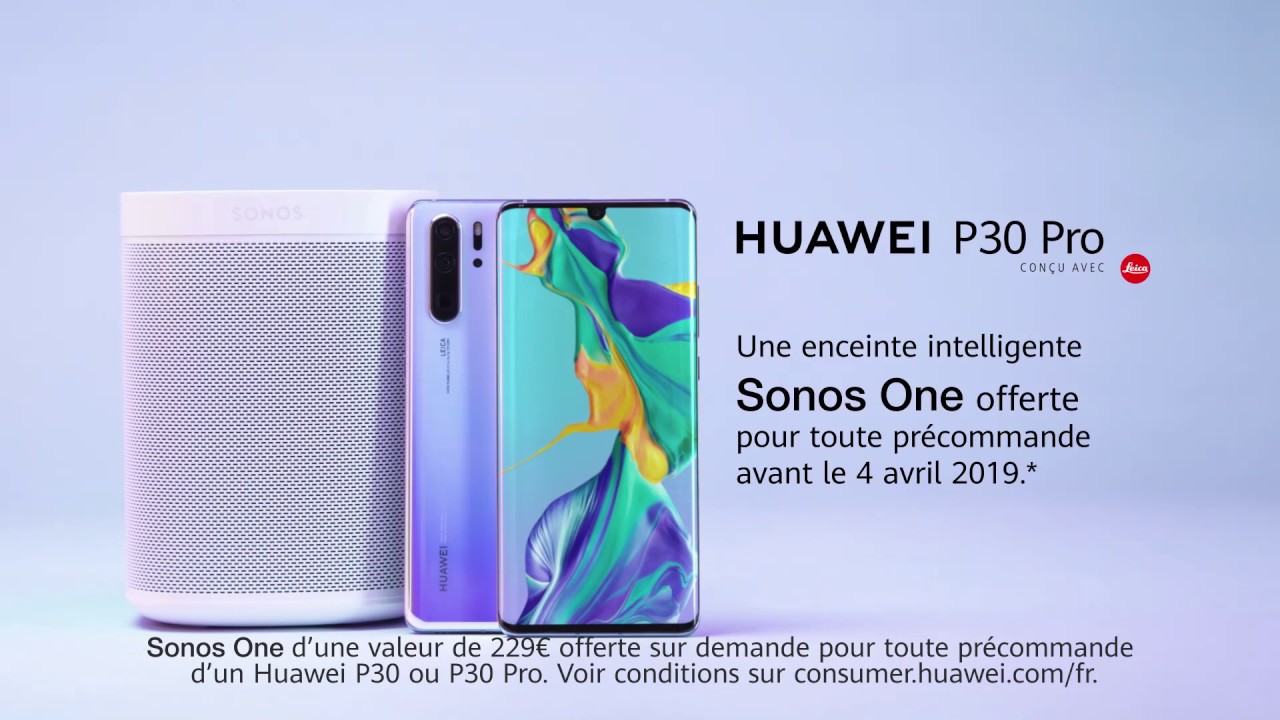 SONOS
LEICA
HUAWEI
HUAWEI P30 Pro
CONÇU AVEC
Leica
Une enceinte intelligente
Sonos One offerte
pour toute précommande
avant le 4 avril 2019.*
Sonos One d'une valeur de 229€ offerte sur demande pour toute précommande
d'un Huawei P30 ou P30 Pro. Voir conditions sur consumer.huawei.com/fr.